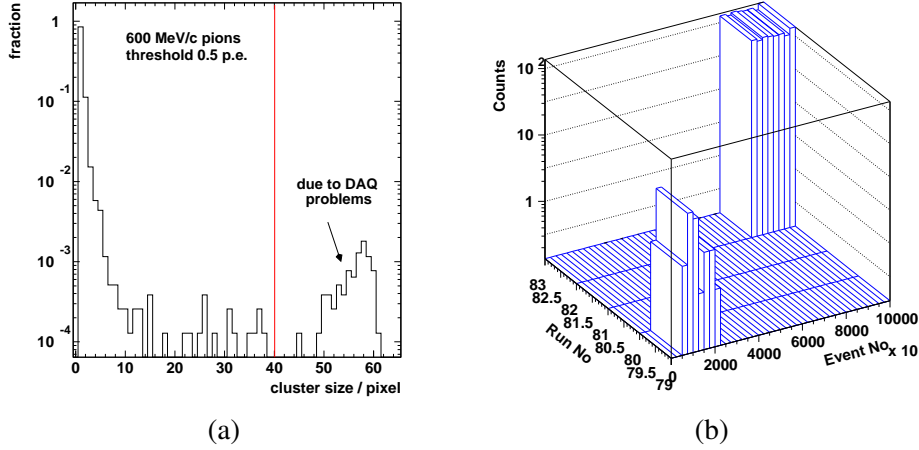 fraction
1
10 -1
10 -2
10 -3
10 -4
600 MeV/c pions
threshold 0.5 p.e.
due to DAQ
problems
0 10 20 30 40 50 60
cluster size / pixel
(a)
Counts
10 2
10
1
83
82.5
82
81.5
81
80.5
80
79.5
79
Run No
0
2000
4000
6000
8000
10000
x 10
Event No.
(b)